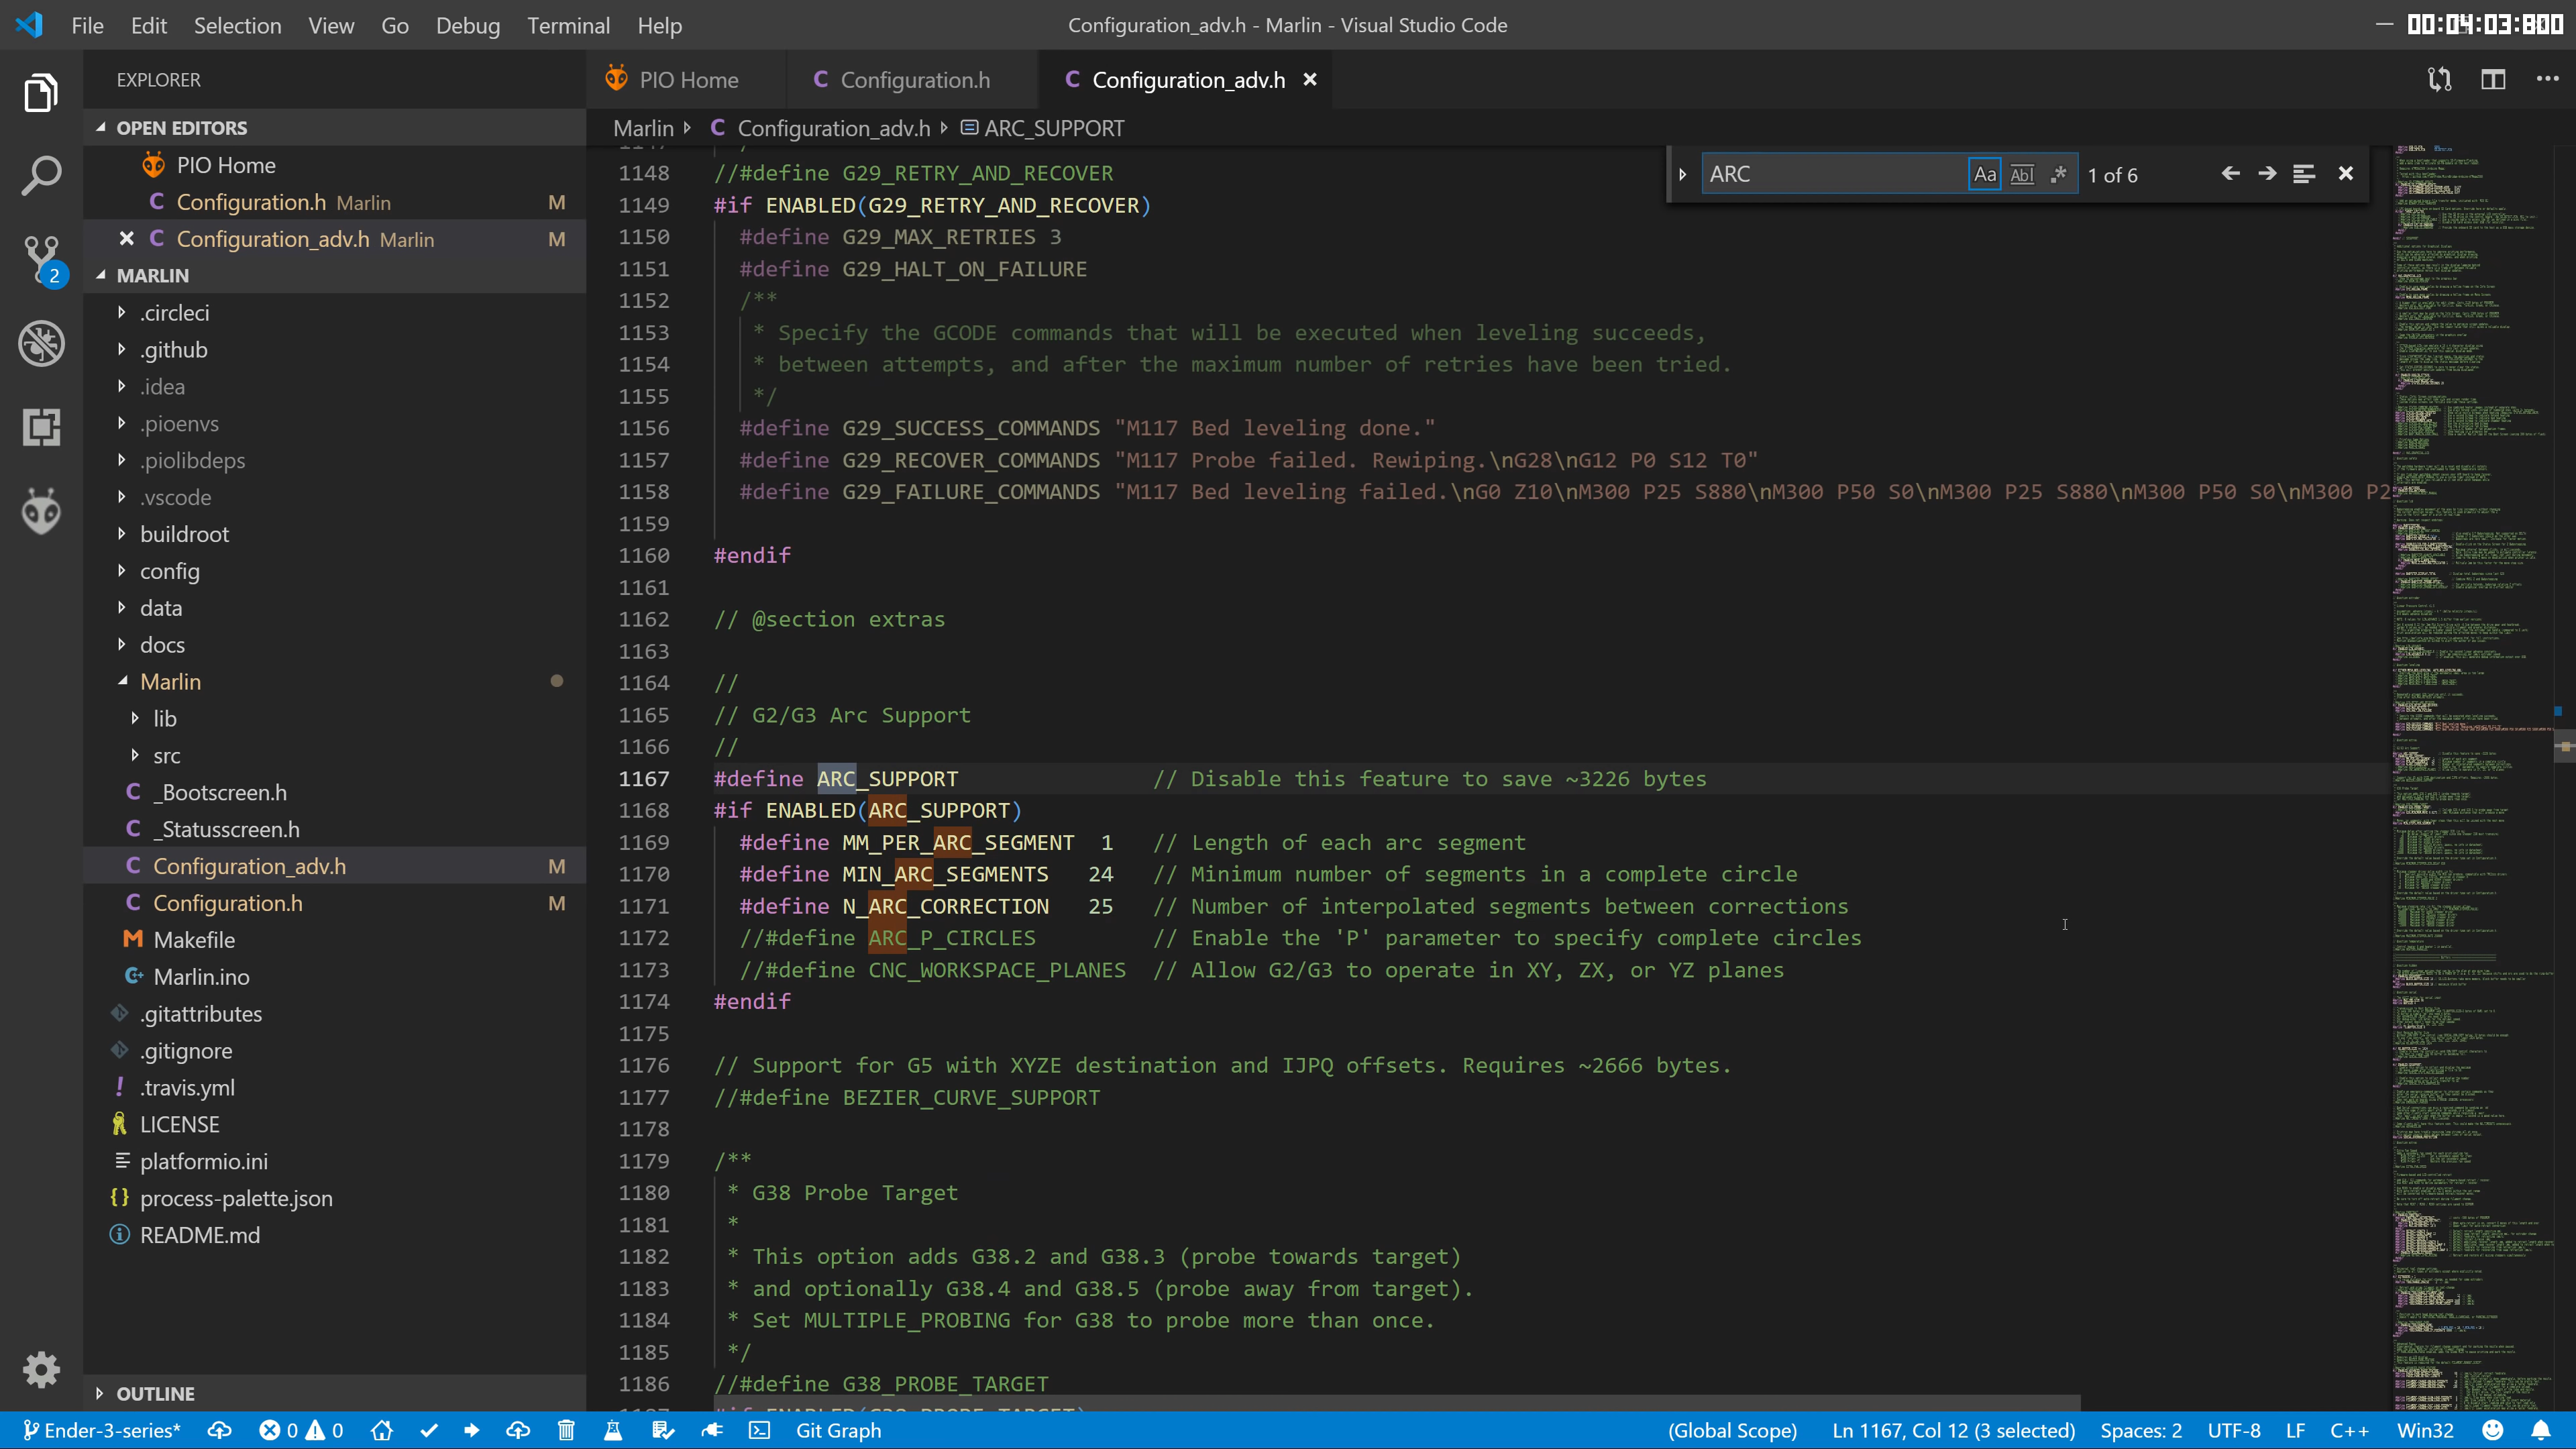 File Edit Selection View Go Debug Terminal Help
Configuration_adv.h - Marlin - Visual Studio Code
00:04:03:800
EXPLORER
OPEN EDITORS
PIO Home
C Configuration.h Marlin M
C Configuration_adv.h Marlin M
MARLIN
.circleci
.github
.idea
.pioenvs
.piolibdeps
.vscode
buildroot
config
data
docs
Marlin
lib
src
C _Bootscreen.h
C _Statusscreen.h
C Configuration_adv.h M
C Configuration.h M
Makefile
Marlin.ino
.gitattributes
.gitignore
! .travis.yml
LICENSE
platformio.ini
{} process-palette.json
README.md
OUTLINE
2
PIO Home
C Configuration.h
C Configuration_adv.h
Marlin C Configuration_adv.h ARC_SUPPORT
ARC Aa Abl .* 1 of 6
1148 //#define G29_RETRY_AND_RECOVER
1149 #if ENABLED(G29_RETRY_AND_RECOVER)
1150 #define G29_MAX_RETRIES 3
1151 #define G29_HALT_ON_FAILURE
1152 /**
1153 * Specify the GCODE commands that will be executed when leveling succeeds,
1154 * between attempts, and after the maximum number of retries have been tried.
1155 */
1156 #define G29_SUCCESS_COMMANDS "M117 Bed leveling done."
1157 #define G29_RECOVER_COMMANDS "M117 Probe failed. Rewiping.\nG28\nG12 P0 S12 T0"
1158 #define G29_FAILURE_COMMANDS "M117 Bed leveling failed.\nG0 Z10\nM300 P25 S880\nM300 P50 S0\nM300 P25 S880\nM300 P50 S0\nM300 P2
1159
1160 #endif
1161
1162 // @section extras
1163
1164 //
1165 // G2/G3 Arc Support
1166 //
1167 #define ARC_SUPPORT // Disable this feature to save ~3226 bytes
1168 #if ENABLED(ARC_SUPPORT)
1169 #define MM_PER_ARC_SEGMENT 1 // Length of each arc segment
1170 #define MIN_ARC_SEGMENTS 24 // Minimum number of segments in a complete circle
1171 #define N_ARC_CORRECTION 25 // Number of interpolated segments between corrections
1172 //#define ARC_P_CIRCLES // Enable the 'P' parameter to specify complete circles
1173 //#define CNC_WORKSPACE_PLANES // Allow G2/G3 to operate in XY, ZX, or YZ planes
1174 #endif
1175
1176 // Support for G5 with XYZE destination and IJPQ offsets. Requires ~2666 bytes.
1177 //#define BEZIER_CURVE_SUPPORT
1178
1179 /**
1180 * G38 Probe Target
1181 *
1182 * This option adds G38.2 and G38.3 (probe towards target)
1183 * and optionally G38.4 and G38.5 (probe away from target).
1184 * Set MULTIPLE_PROBING for G38 to probe more than once.
1185 */
1186 //#define G38_PROBE_TARGET
Ender-3-series* 0 0 Git Graph (Global Scope) Ln 1167, Col 12 (3 selected) Spaces: 2 UTF-8 LF C++ Win32